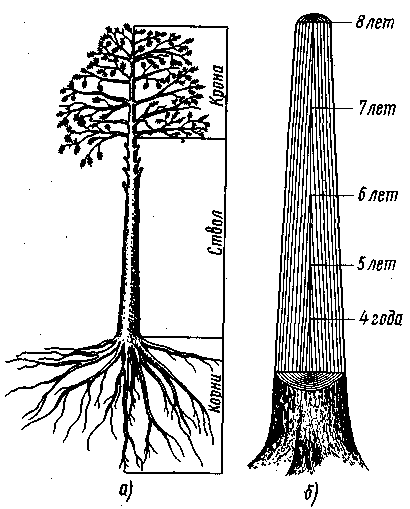 Крона
Ствол
Корни
а)
8 лет
7 лет
6 лет
5 лет
4 года
б)